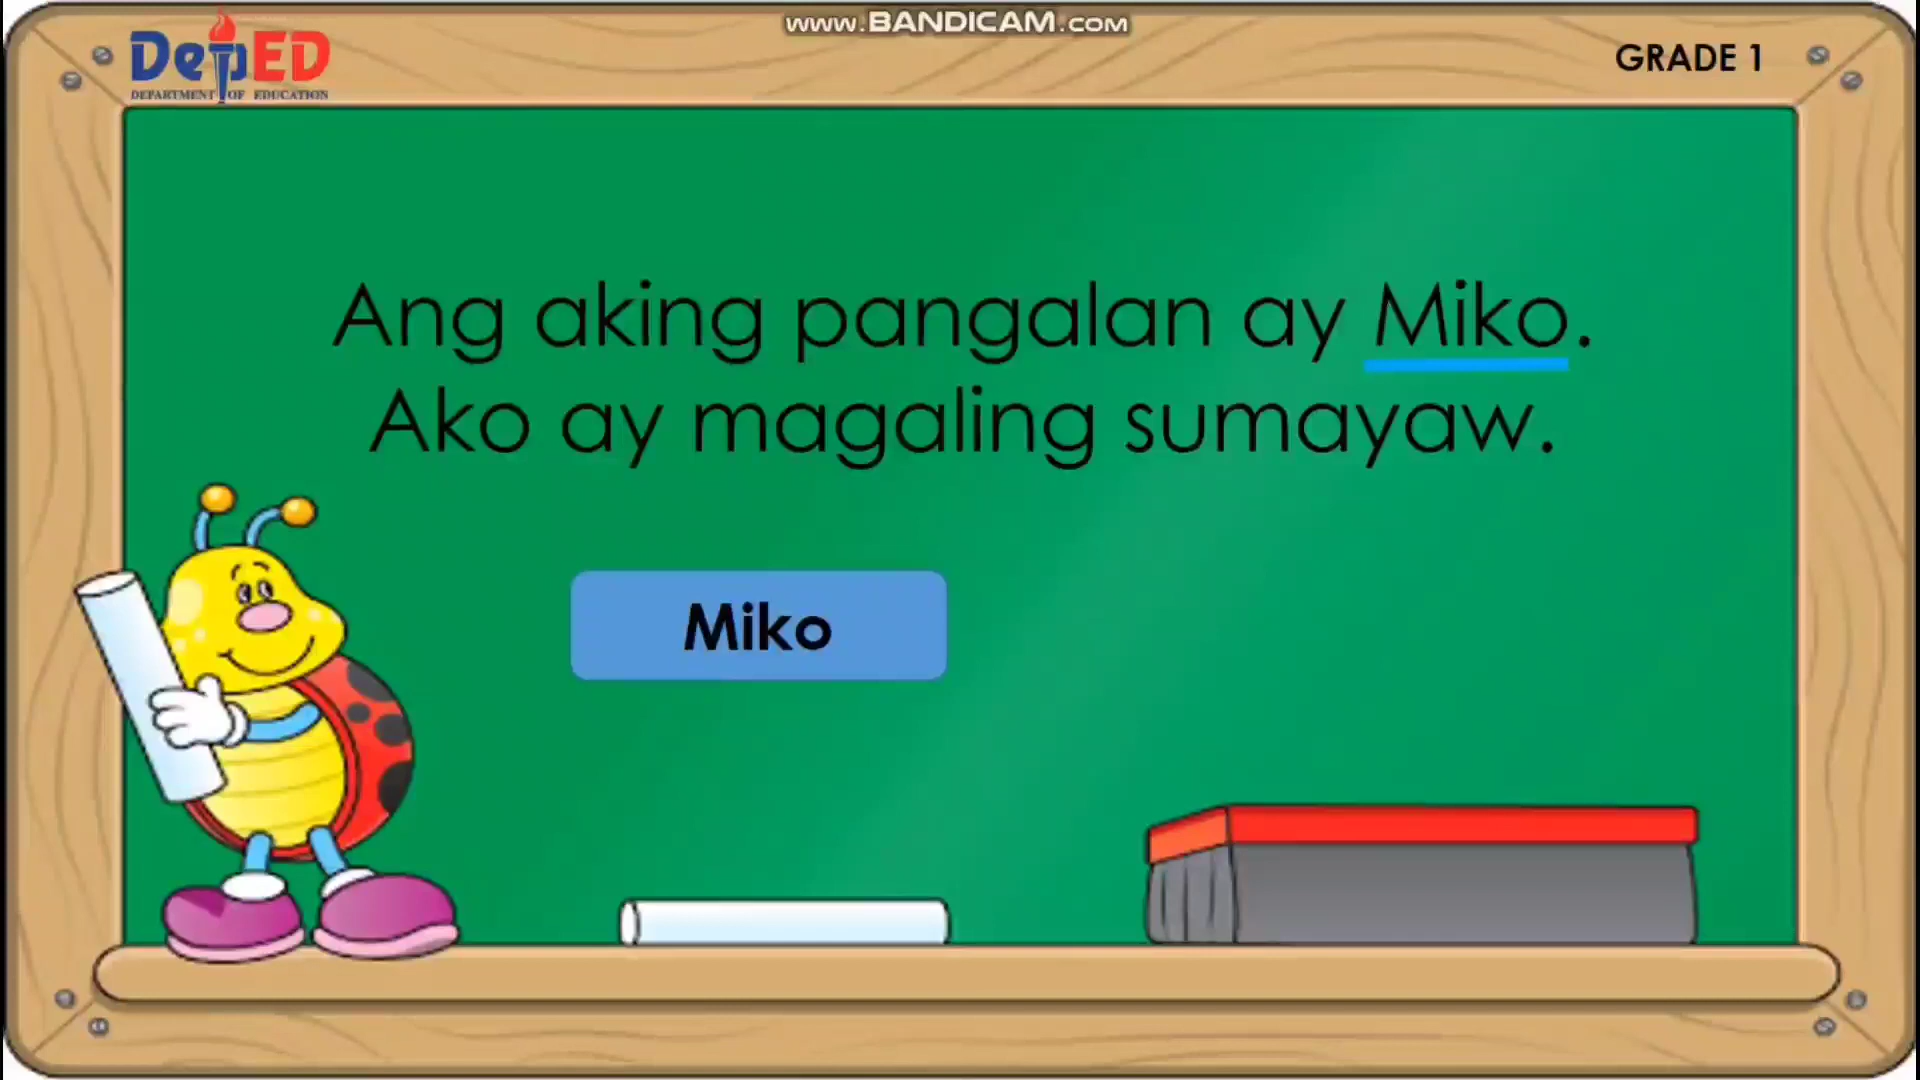 www.BANDICAM.com
DepED
DEPARTMENT OF EDUCATION
GRADE 1
Ang aking pangalan ay Miko.
Ako ay magaling sumayaw.
Miko